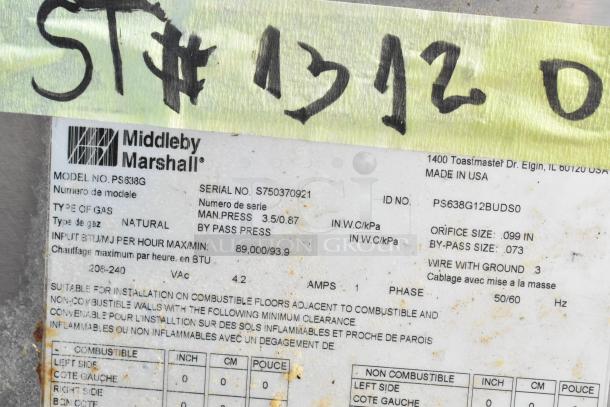 ST# 1312 0
Middleby
Marshall®
1400 Toastmaster Dr. Elgin, IL 60120 USA
MADE IN USA
MODEL NO. PS638G
Numero de modele
SERIAL NO. S750370921
Numero de serie
ID NO. PS638G12BUDS0
TYPE OF GAS
Type de gaz NATURAL
MAN.PRESS 3.5/0.87 IN.W.C/kPa
BY PASS PRESS IN.W.C/kPa
ORIFICE SIZE: .099 IN
BY-PASS SIZE: .073
INPUT BTU/MJ PER HOUR MAX/MIN: 89,000/93.9
Chauffage maximum par heure, en BTU
WIRE WITH GROUND 3
Cablage avec mise a la masse
208-240 VAc 4.2 AMPS 1 PHASE 50/60 Hz
SUITABLE FOR INSTALLATION ON COMBUSTIBLE FLOORS ADJACENT TO COMBUSTIBLE AND
NON-COMBUSTIBLE WALLS WITH THE FOLLOWING MINIMUM CLEARANCE
CONVENABLE POUR L'INSTALLTION SUR DES SOLS INFLAMMABLES ET PROCHE DE PAROIS
INFLAMMABLES OU NON INFLAMMABLES AVEC UN DEGAGEMENT DE
COMBUSTIBLE INCH CM POUCE
LEFT SIDE
COTE GAUCHE 0 0 0
RIGHT SIDE
BON COTE 0
NON COMBUSTIBLE INCH CM POUCE
LEFT SIDE
COTE GAUCHE 0 0 0
AUCTION GROUP